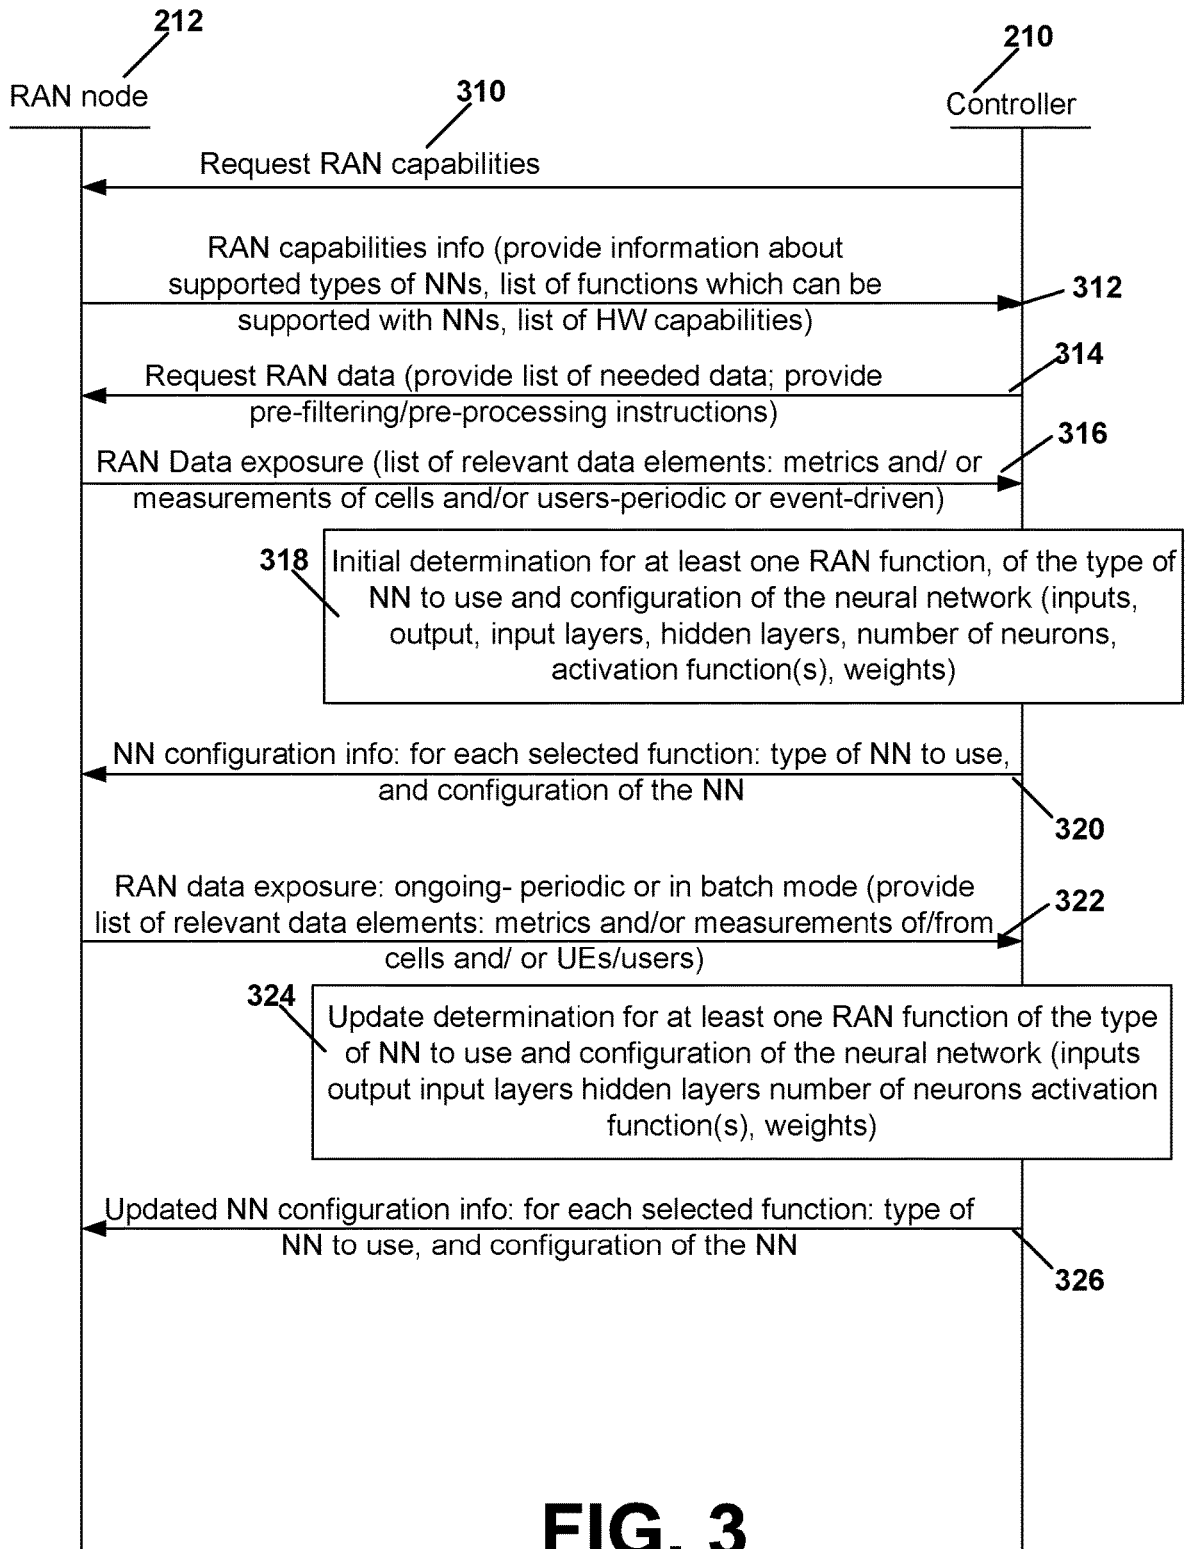 212
210
RAN node
310
Controller
Request RAN capabilities
RAN capabilities info (provide information about
supported types of NNs, list of functions which can be
312
supported with NNs, list of HW capabilities)
314
Request RAN data (provide list of needed data; provide
pre-filtering/pre-processing instructions)
316
RAN Data exposure (list of relevant data elements: metrics and/ or
measurements of cells and/or users-periodic or event-driven)
318
Initial determination for at least one RAN function, of the type of
NN to use and configuration of the neural network (inputs,
output, input layers, hidden layers, number of neurons,
activation function(s), weights)
NN configuration info: for each selected function: type of NN to use,
and configuration of the NN
320
RAN data exposure: ongoing- periodic or in batch mode (provide
322
list of relevant data elements: metrics and/or measurements of/from
cells and/ or UEs/users)
324
Update determination for at least one RAN function of the type
of NN to use and configuration of the neural network (inputs
output input layers hidden layers number of neurons activation
function(s), weights)
Updated NN configuration info: for each selected function: type of
NN to use, and configuration of the NN
326
FIG. 3